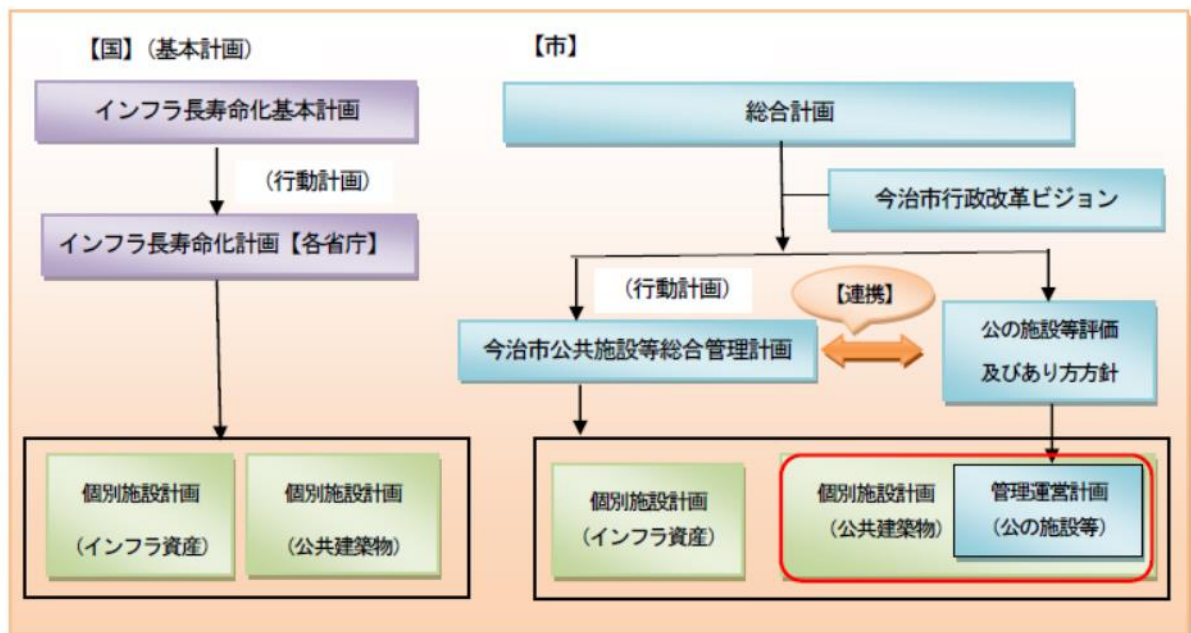 【国】(基本計画)
インフラ長寿命化基本計画
(行動計画)
インフラ長寿命化計画【各省庁】
個別施設計画
(インフラ資産)
個別施設計画
(公共建築物)
【市】
総合計画
今治市行政改革ビジョン
(行動計画)
【連携】
今治市公共施設等総合管理計画
公の施設等評価
及びあり方方針
個別施設計画
(インフラ資産)
個別施設計画
(公共建築物)
管理運営計画
(公の施設等)